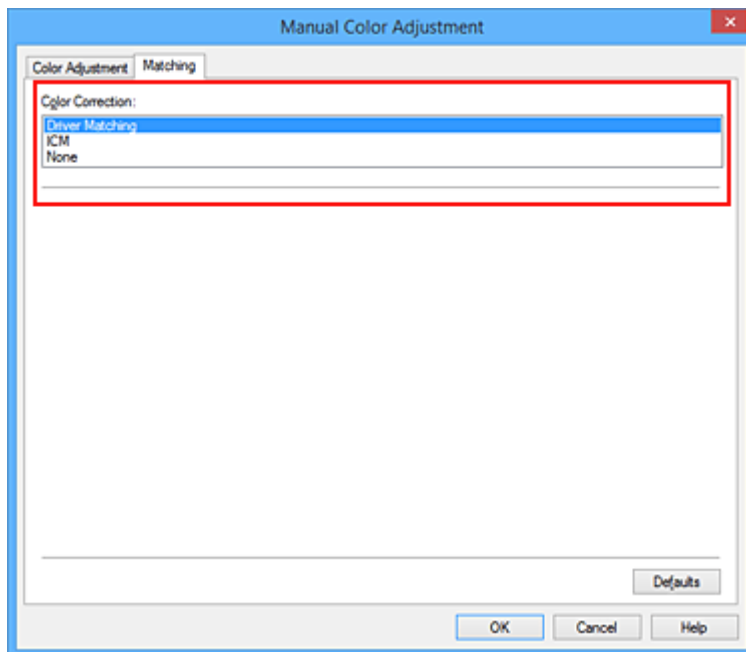 Manual Color Adjustment
Color Adjustment
Matching
Color Correction:
Driver Matching
ICM
None
Defaults
OK
Cancel
Help